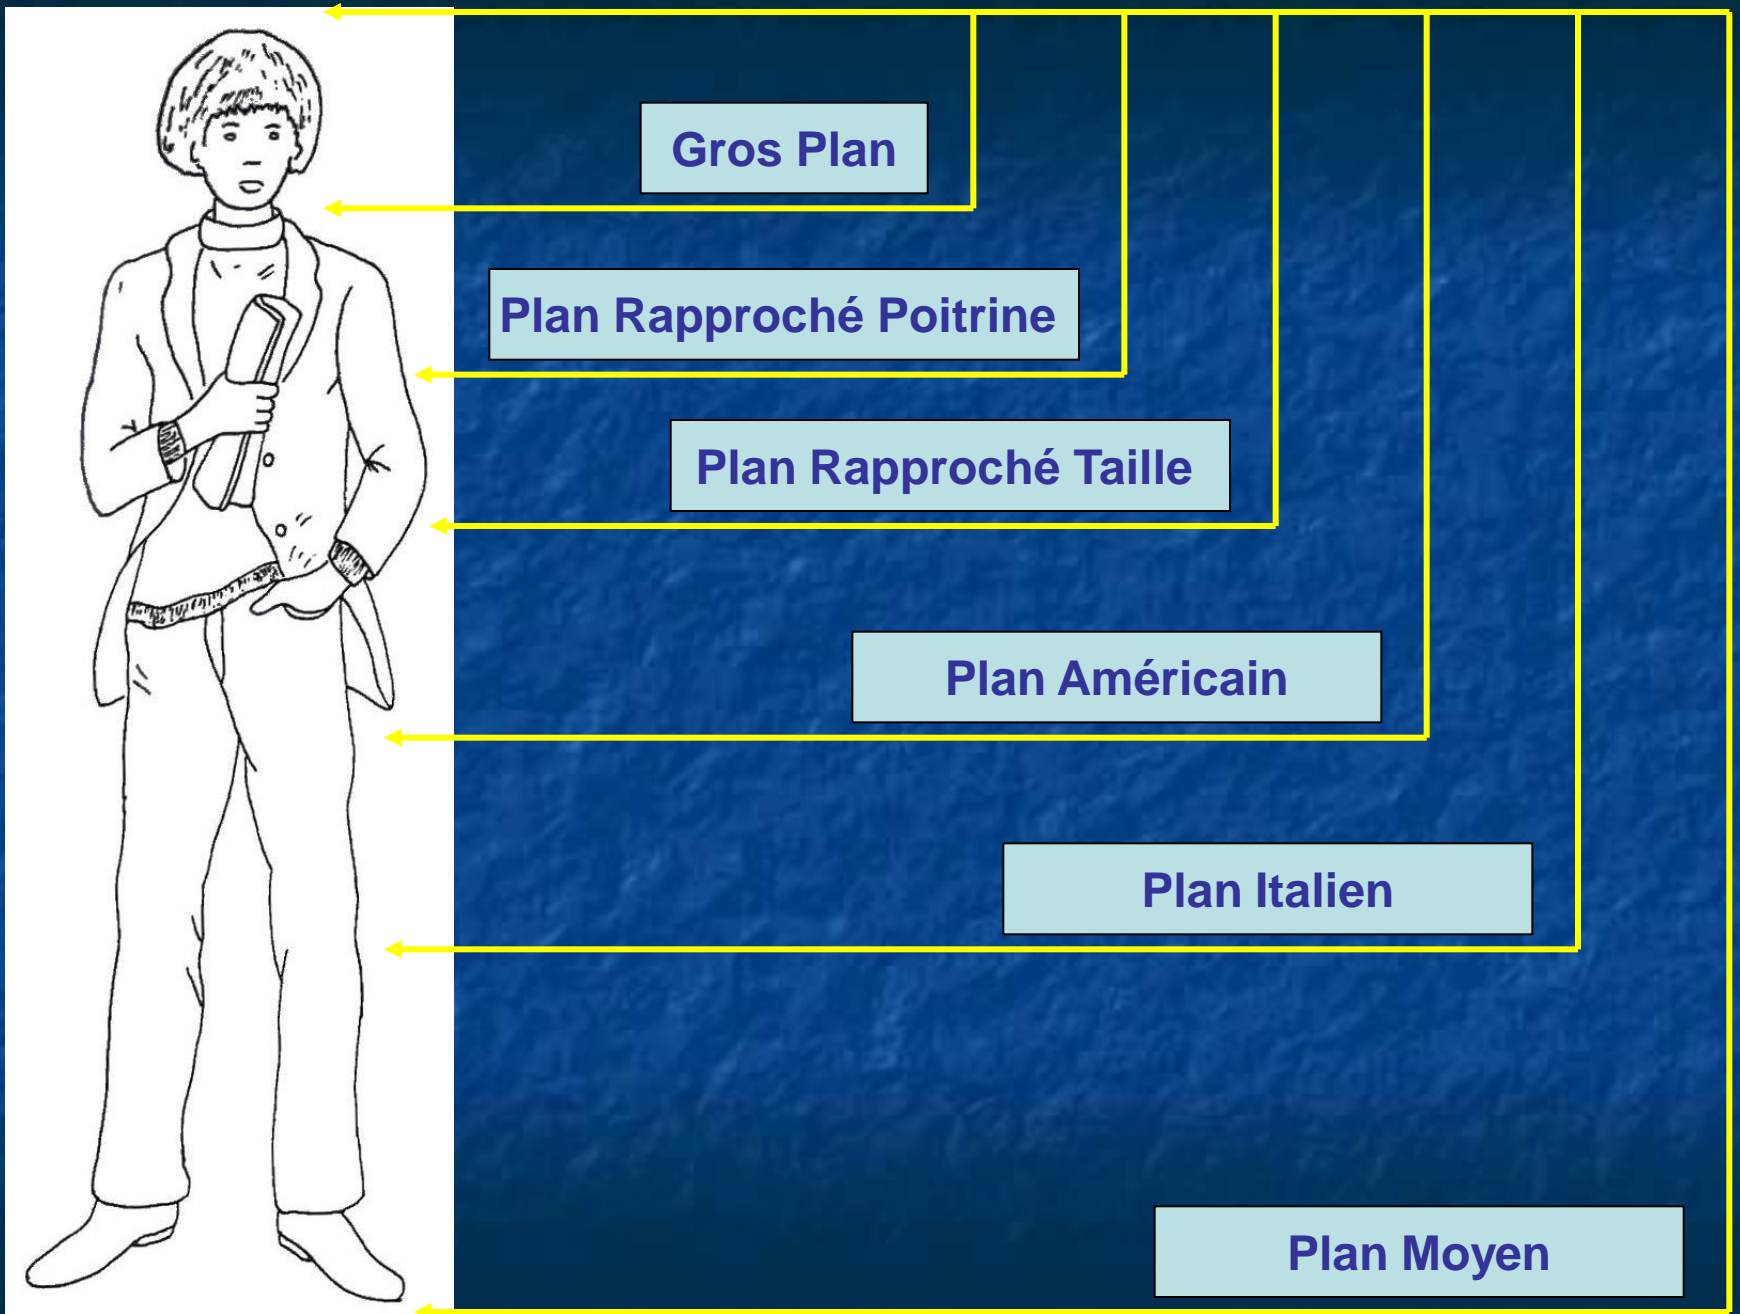 Gros Plan
Plan Rapproché Poitrine
Plan Rapproché Taille
Plan Américain
Plan Italien
Plan Moyen